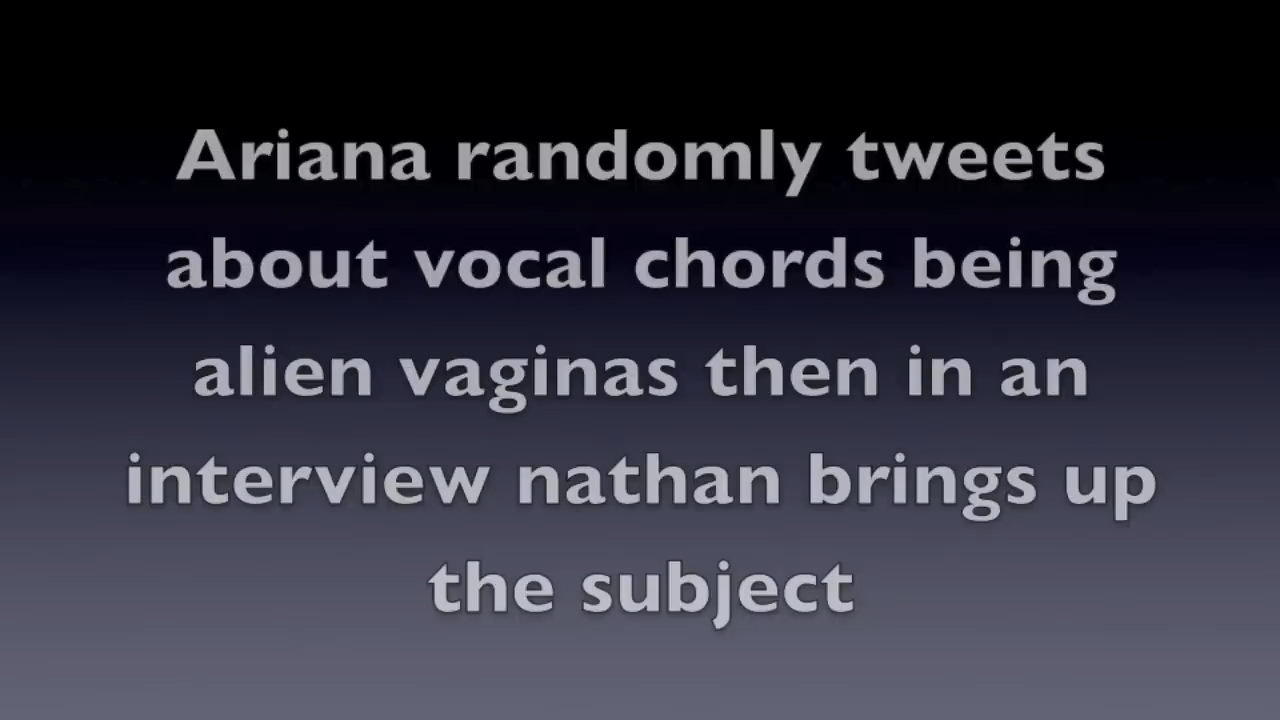 Ariana randomly tweets
about vocal chords being
alien vaginas then in an
interview nathan brings up
the subject